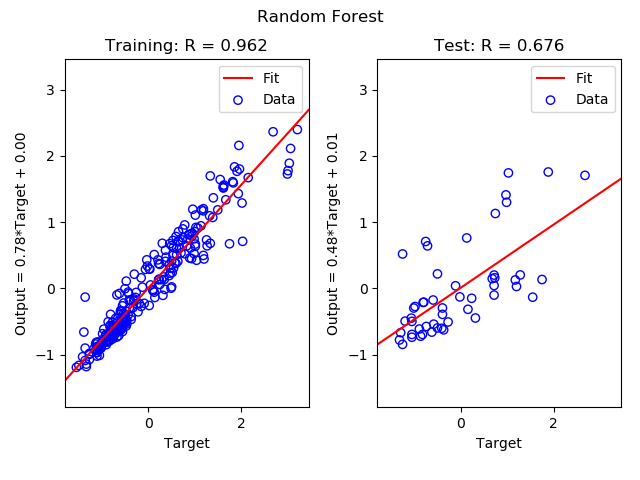 Random Forest
Training: R = 0.962
Output = 0.78*Target + 0.00
3
2
1
0
−1
Fit
Data
0
2
Target
Test: R = 0.676
Output = 0.48*Target + 0.01
3
2
1
0
−1
Fit
Data
0
2
Target